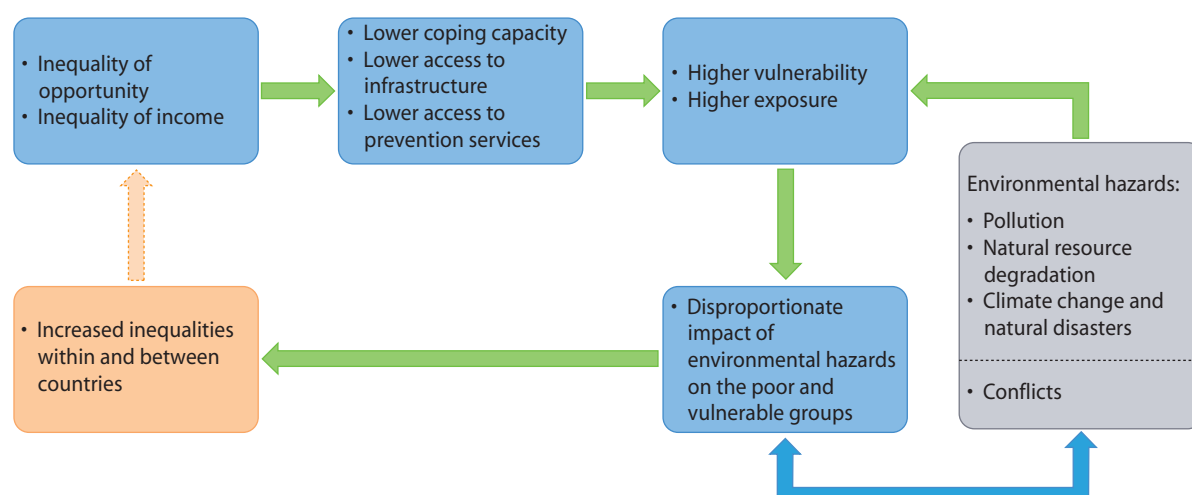 • Inequality of
opportunity
• Inequality of income
• Lower coping capacity
• Lower access to
infrastructure
• Lower access to
prevention services
• Higher vulnerability
• Higher exposure
Environmental hazards:
• Pollution
• Natural resource
degradation
• Climate change and
natural disasters
• Conflicts
• Increased inequalities
within and between
countries
• Disproportionate
impact of
environmental hazards
on the poor and
vulnerable groups